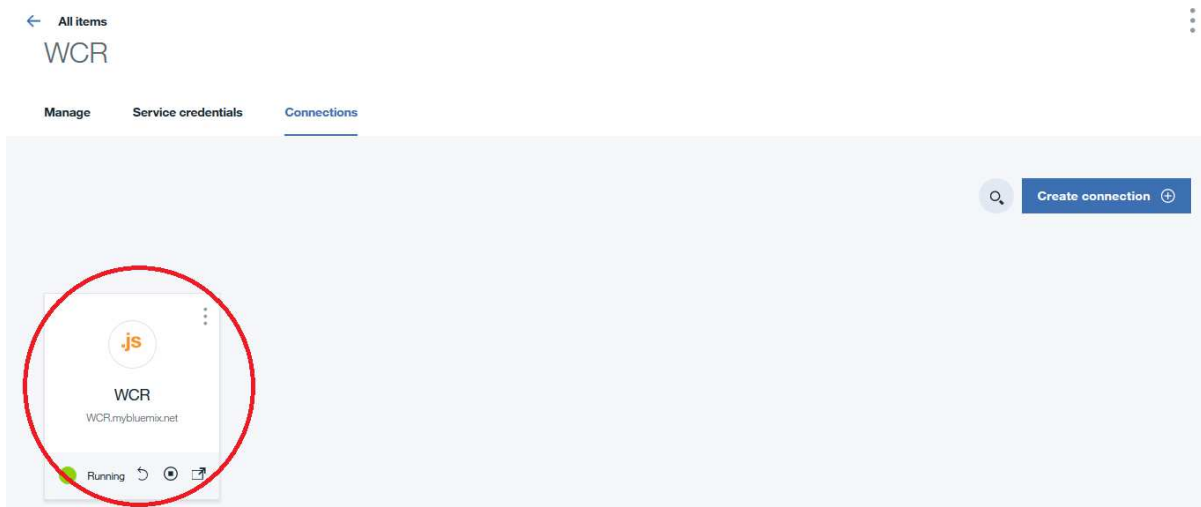 All items
WCR
Manage Service credentials Connections
Create connection
.js
WCR
WCR.mybluemix.net
Running